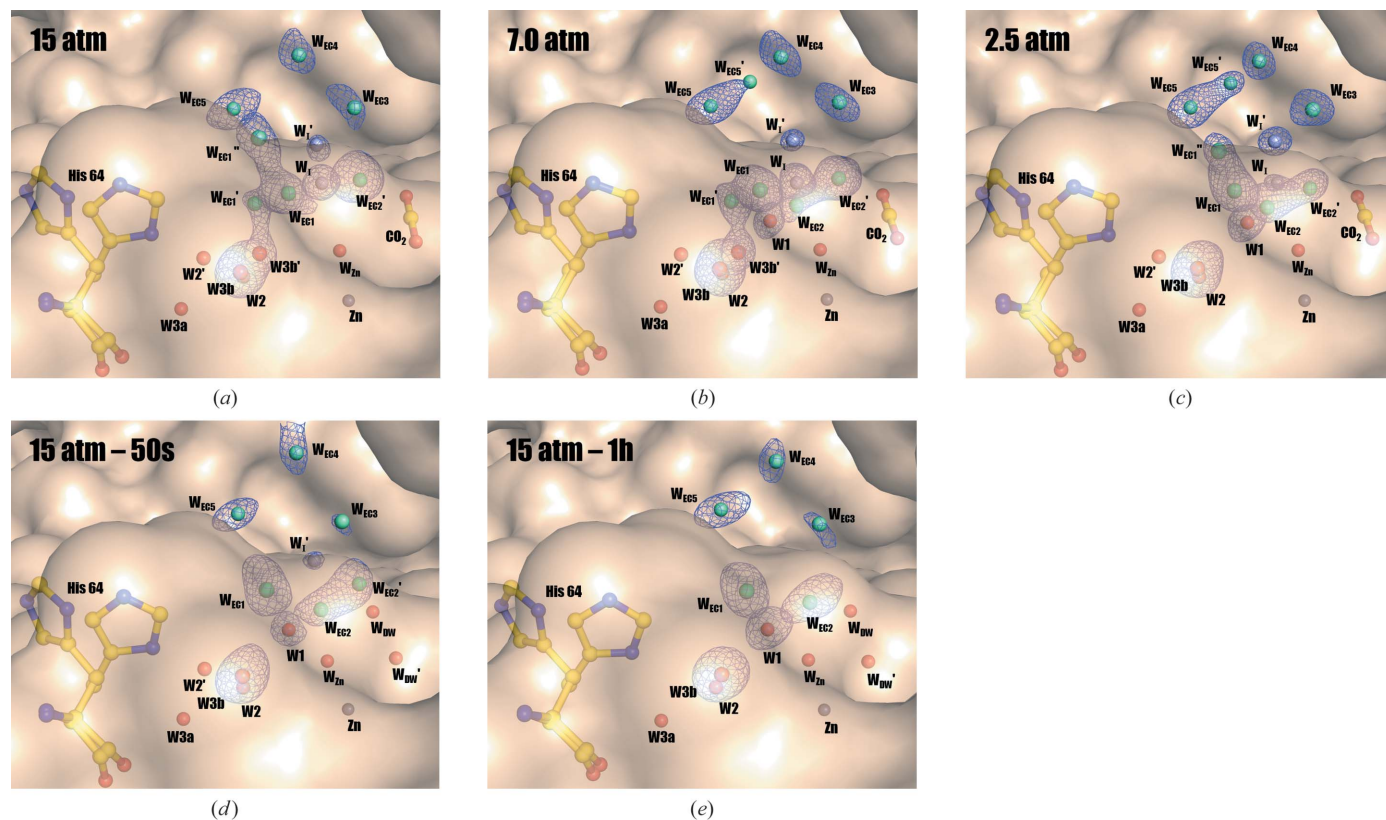 15 atm
W_EC4
W_EC5
W_EC3
W_I'
W_EC1''
W_I
His 64
W_EC1'
W_EC1
W_EC2'
CO₂
W2'
W3b'
W_Zn
W3b
W2
W3a
Zn
(a)
7.0 atm
W_EC4
W_EC5'
W_EC5
W_EC3
W_I'
W_EC1
W_I
His 64
W_EC1'
W_EC2'
W_EC2
W1
CO₂
W2'
W3b'
W_Zn
W3b
W2
W3a
Zn
(b)
2.5 atm
W_EC4
W_EC5'
W_EC5
W_EC3
W_I'
W_EC1''
W_I
His 64
W_EC1
W_EC2'
W_EC2
W1
CO₂
W2'
W_Zn
W3b
W2
W3a
Zn
(c)
15 atm – 50s
W_EC4
W_EC5
W_EC3
W_I'
His 64
W_EC1
W_EC2'
W_EC2
W_DW
W1
W_Zn
W_DW'
W2'
W3b
W2
W3a
Zn
(d)
15 atm – 1h
W_EC4
W_EC5
W_EC3
His 64
W_EC1
W_EC2
W_DW
W1
W_Zn
W_DW'
W3b
W2
W3a
Zn
(e)